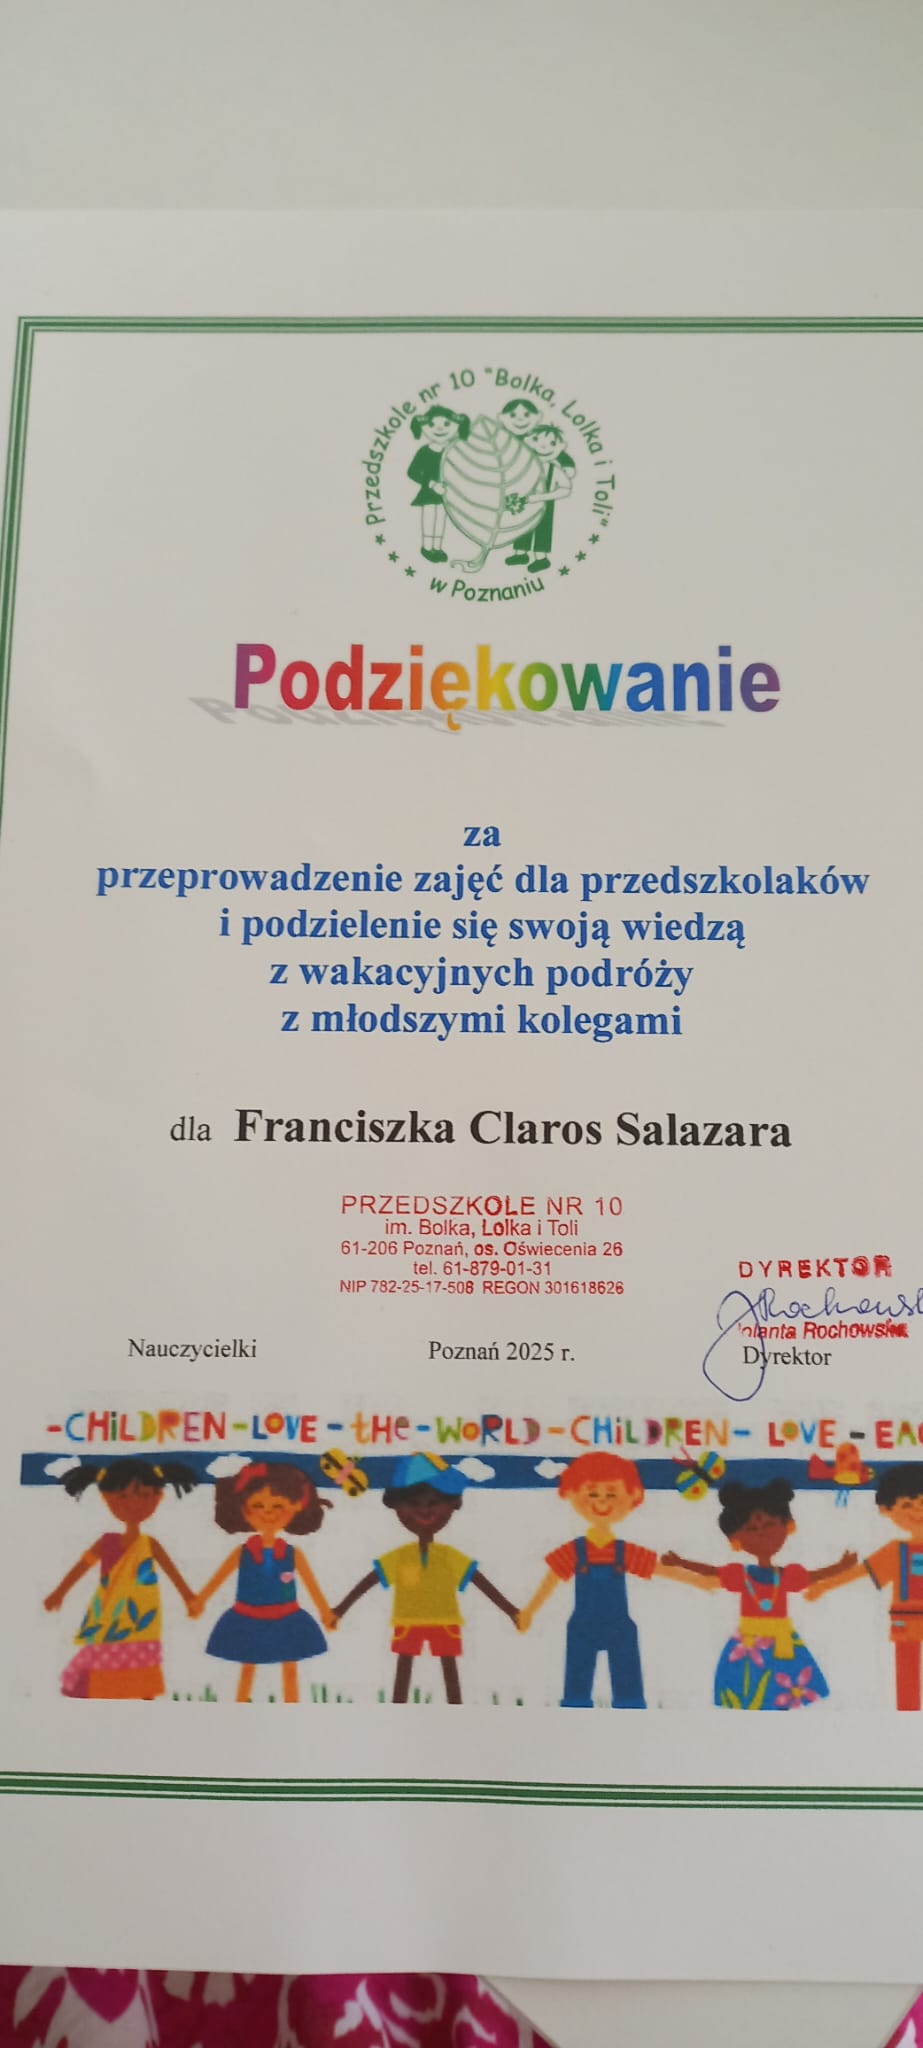 Przedszkole nr 10 "Bolka, Lolka i Toli"
w Poznaniu
Podziękowanie
za
przeprowadzenie zajęć dla przedszkolaków
i podzielenie się swoją wiedzą
z wakacyjnych podróży
z młodszymi kolegami
dla Franciszka Claros Salazara
PRZEDSZKOLE NR 10
im. Bolka, Lolka i Toli
61-206 Poznań, os. Oświecenia 26
tel. 61-879-01-31
NIP 782-25-17-508 REGON 301618626
DYREKTOR
Rochowska
Nauczycielki
Poznań 2025 r.
Dyrektor
-CHiLDREN-LOVE-tHe-WORLD-CHiLDREN-LOVE-